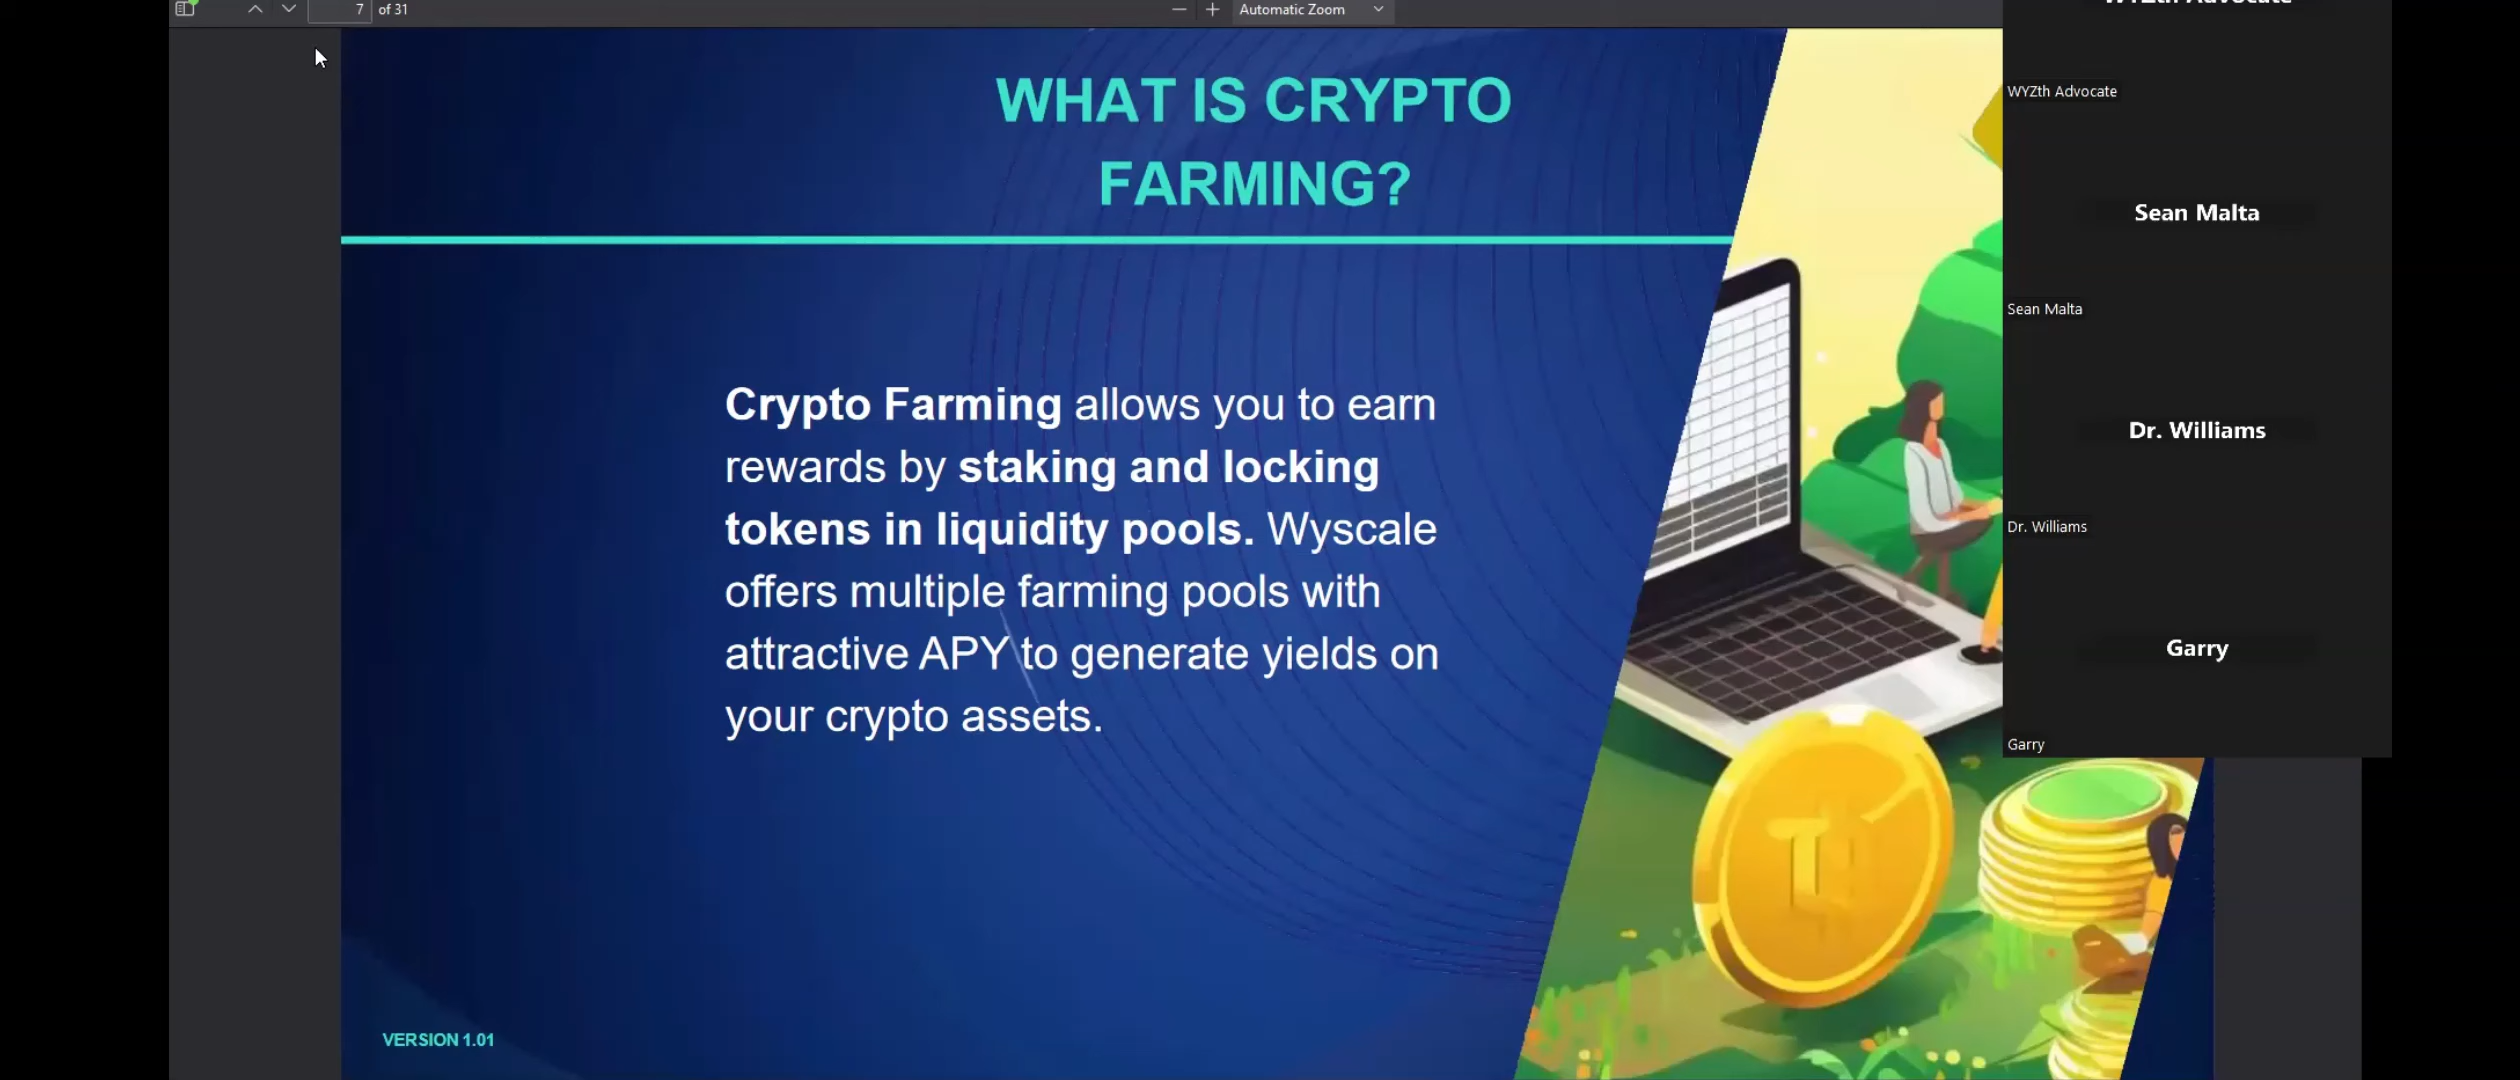 7 of 31
Automatic Zoom
WHAT IS CRYPTO
FARMING?
Crypto Farming allows you to earn
rewards by staking and locking
tokens in liquidity pools. Wyscale
offers multiple farming pools with
attractive APY to generate yields on
your crypto assets.
VERSION 1.01
WYZth Advocate
WYZth Advocate
Sean Malta
Sean Malta
Dr. Williams
Dr. Williams
Garry
Garry